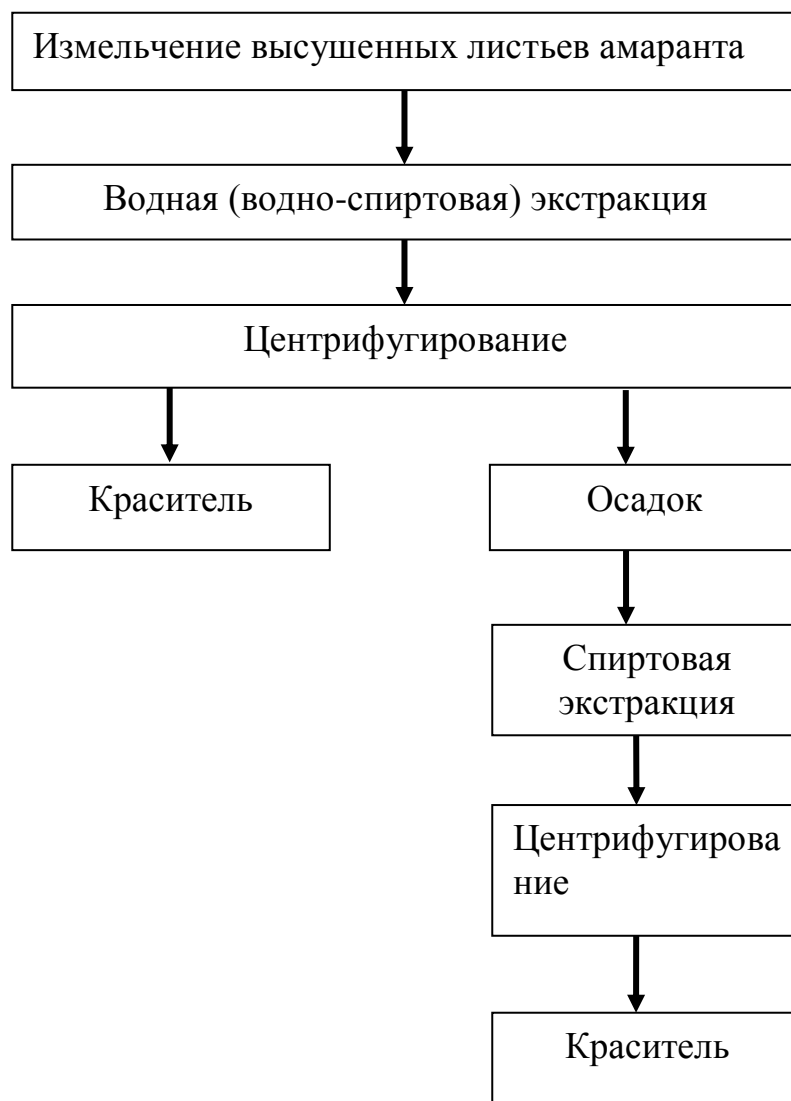 Измельчение высушенных листьев амаранта
Водная (водно-спиртовая) экстракция
Центрифугирование
Краситель
Осадок
Спиртовая
экстракция
Центрифугирова
ние
Краситель